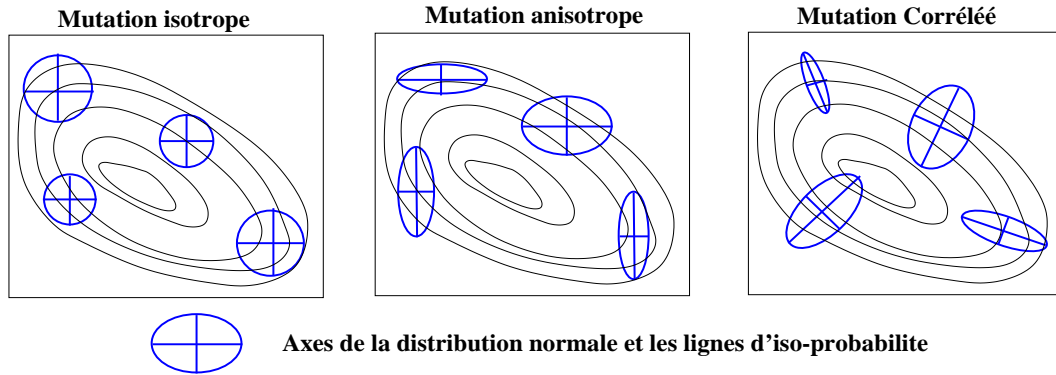 Mutation isotrope
Mutation anisotrope
Mutation Corréléé
Axes de la distribution normale et les lignes d'iso-probabilite